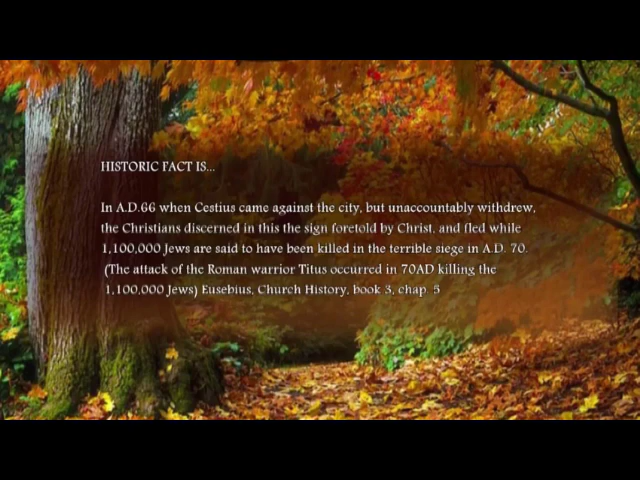 HISTORIC FACT IS...
In A.D.66 when Cestius came against the city, but unaccountably withdrew,
the Christians discerned in this the sign foretold by Christ, and fled while
1,100,000 Jews are said to have been killed in the terrible siege in A.D. 70.
(The attack of the Roman warrior Titus occurred in 70AD killing the
1,100,000 Jews) Eusebius, Church History, book 3, chap. 5